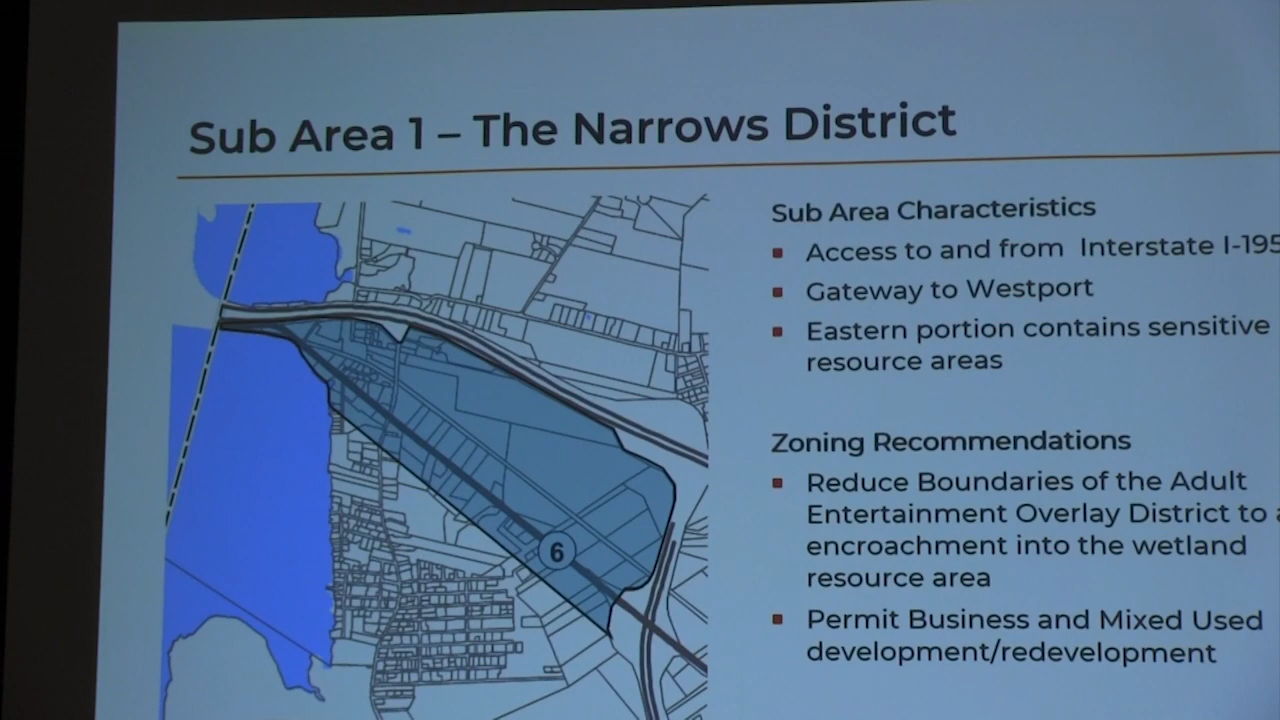 Sub Area 1 – The Narrows District
Sub Area Characteristics
Access to and from Interstate I-195
Gateway to Westport
Eastern portion contains sensitive
resource areas
Zoning Recommendations
Reduce Boundaries of the Adult
Entertainment Overlay District to
encroachment into the wetland
resource area
Permit Business and Mixed Used
development/redevelopment
6